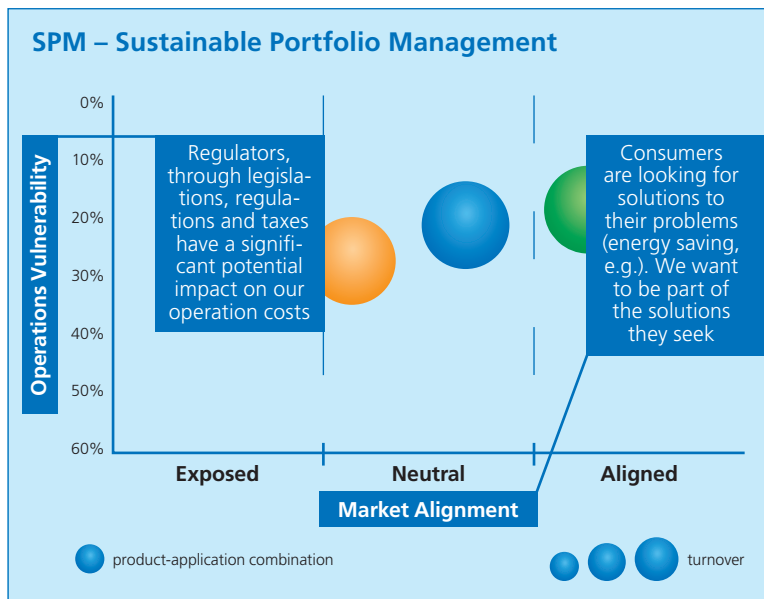 SPM – Sustainable Portfolio Management
0%
10%
20%
30%
40%
50%
60%
Operations Vulnerability
Regulators,
through legisla-
tions, regula-
tions and taxes
have a signifi-
cant potential
impact on our
operation costs
Consumers
are looking for
solutions to
their problems
(energy saving,
e.g.). We want
to be part of
the solutions
they seek
Exposed
Neutral
Aligned
Market Alignment
product-application combination
turnover